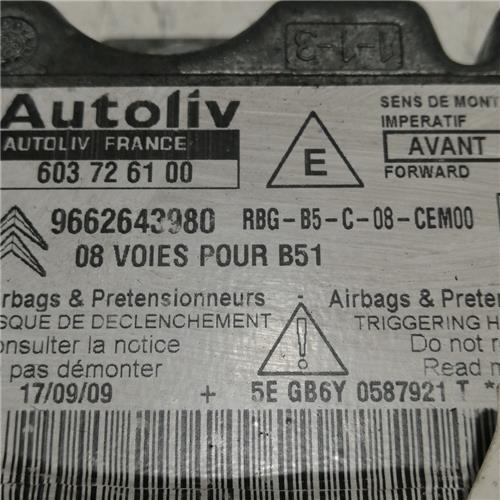 1-1-3
Autoliv
AUTOLIV FRANCE
603 72 61 00
E
SENS DE MONT
IMPERATIF
AVANT
FORWARD
9662643980 RBG-B5-C-08-CEM00
08 VOIES POUR B51
irbags & Pretensionneurs - Airbags & Preten
SQUE DE DECLENCHEMENT
TRIGGERING H
onsulter la notice
Do not r
pas démonter
Read m
17/09/09 + 5E GB6Y 0587921 T *